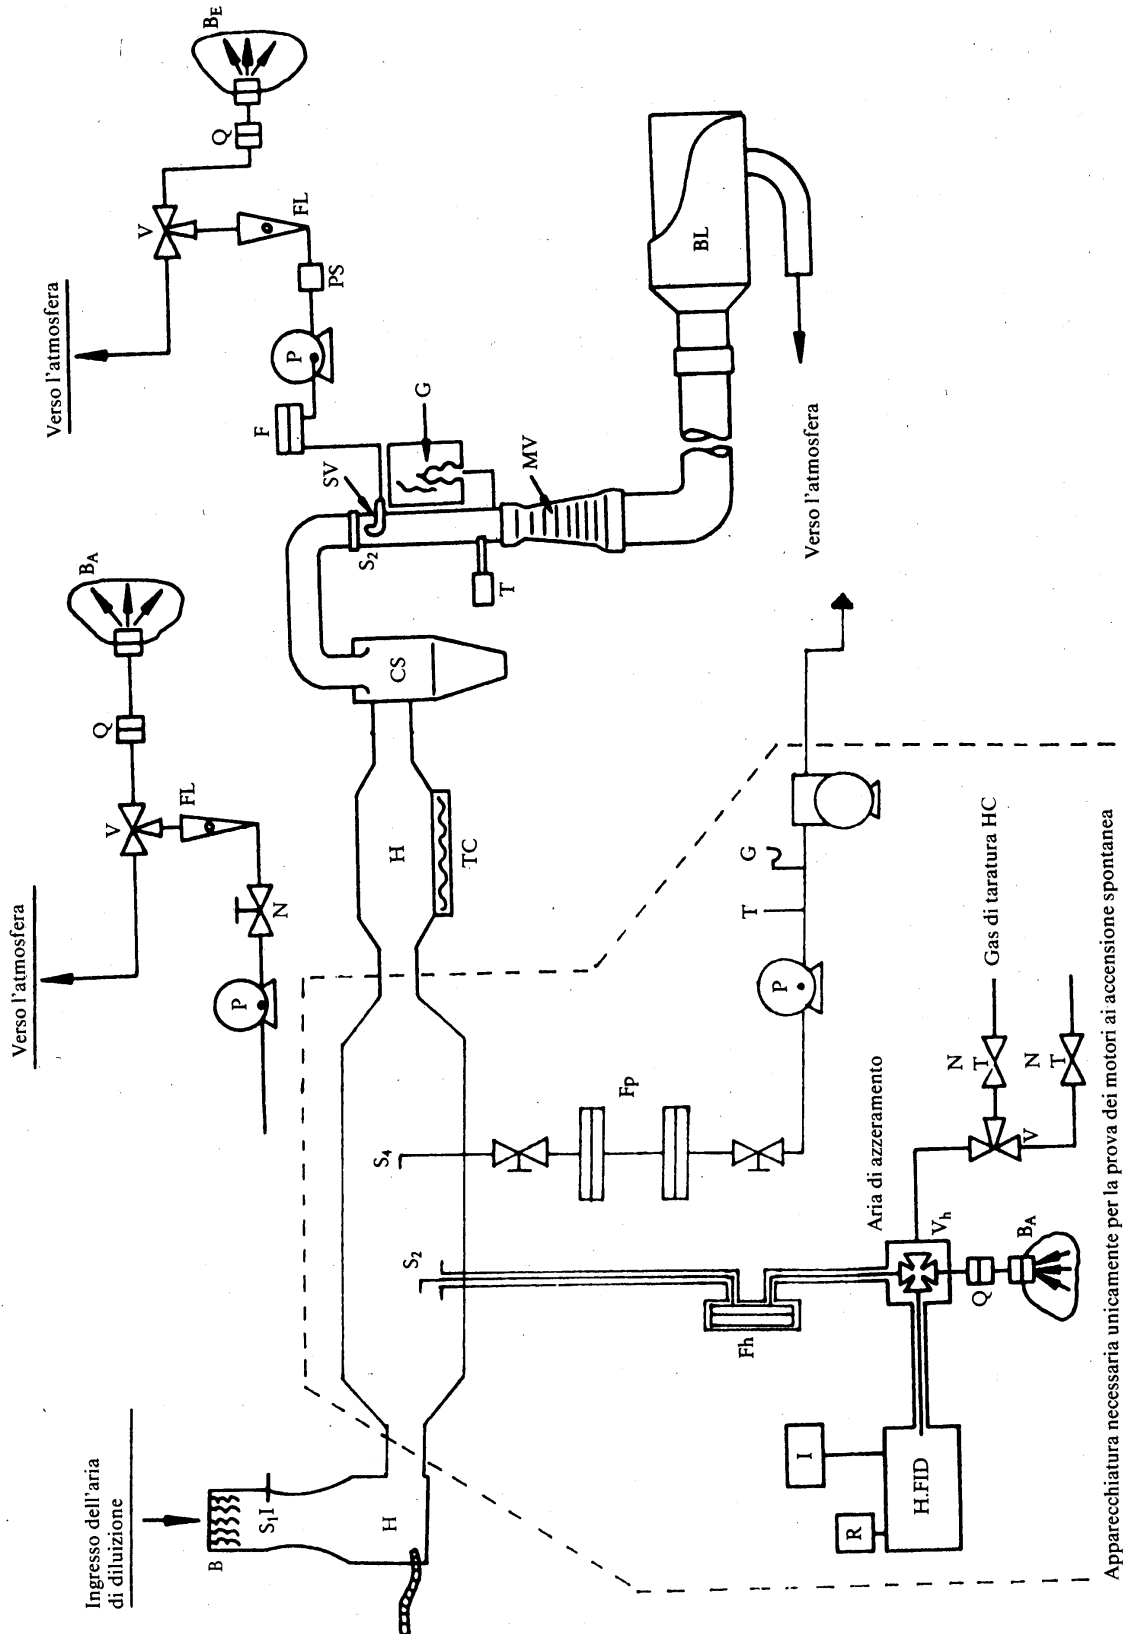 Ingresso dell'aria
di diluizione
B
S₁I
H
Verso l'atmosfera
P
N
FL
V
Q
BA
Verso l'atmosfera
V
Q
BE
FL
PS
P
F
G
SV
S₂
T
MV
BL
Verso l'atmosfera
CS
H
TC
S₄
S₂
Fp
P
T
G
Fh
Aria di azzeramento
Vh
V
N
T
N
T
Gas di taratura HC
Q
BA
I
R
H.FID
Apparecchiatura necessaria unicamente per la prova dei motori ai accensione spontanea